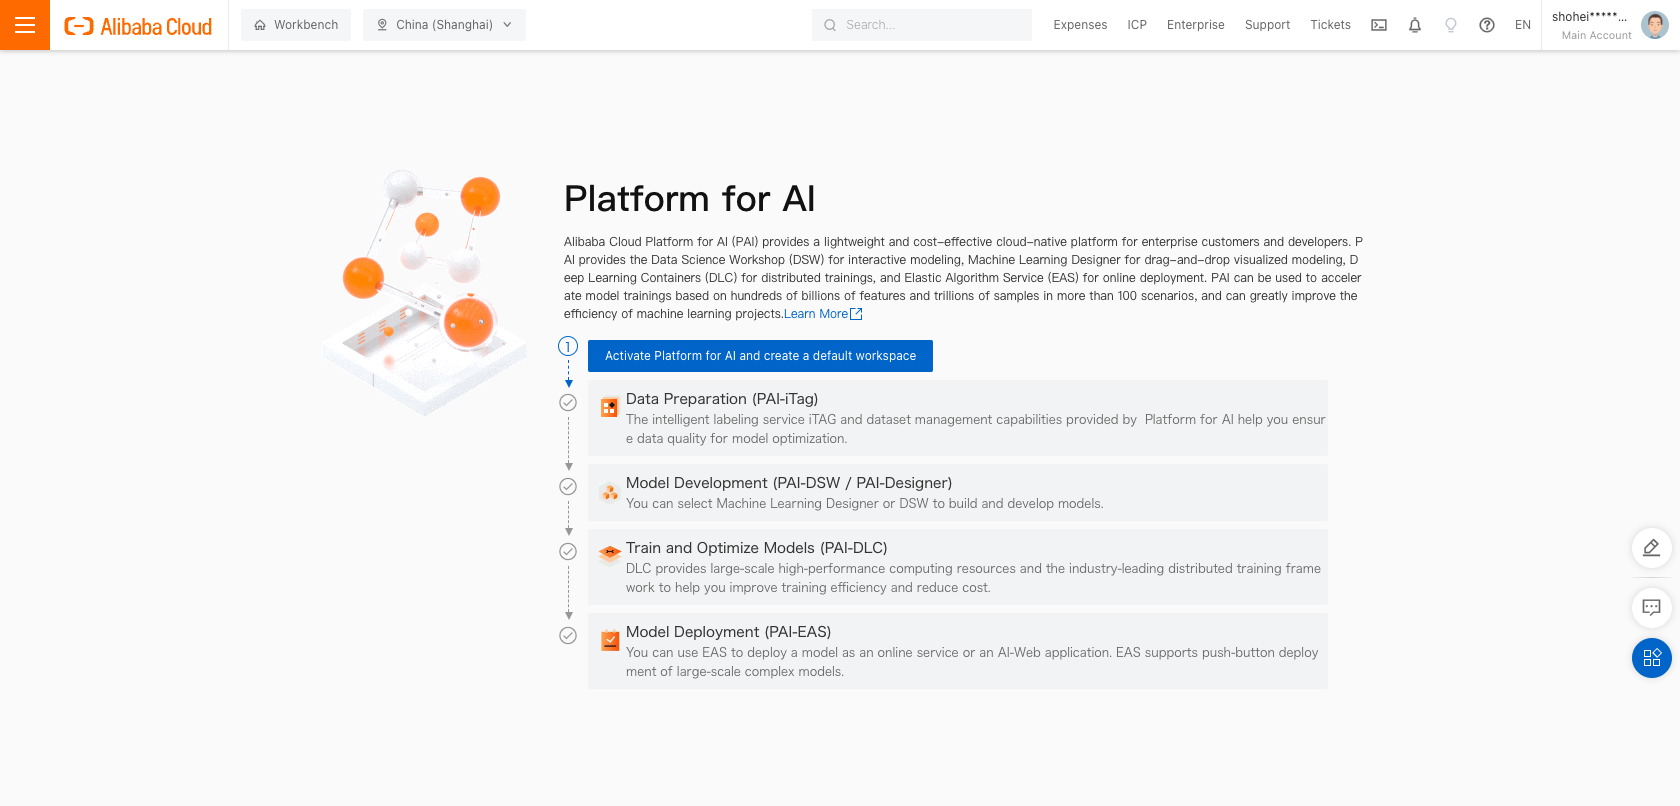 Alibaba Cloud
Workbench
China (Shanghai)
Search...
Expenses
ICP
Enterprise
Support
Tickets
EN
shohei*****...
Main Account
Platform for AI
Alibaba Cloud Platform for AI (PAI) provides a lightweight and cost-effective cloud-native platform for enterprise customers and developers. P
AI provides the Data Science Workshop (DSW) for interactive modeling, Machine Learning Designer for drag-and-drop visualized modeling, D
eep Learning Containers (DLC) for distributed trainings, and Elastic Algorithm Service (EAS) for online deployment. PAI can be used to acceler
ate model trainings based on hundreds of billions of features and trillions of samples in more than 100 scenarios, and can greatly improve the
efficiency of machine learning projects.Learn More
1
Activate Platform for AI and create a default workspace
Data Preparation (PAI-iTag)
The intelligent labeling service iTAG and dataset management capabilities provided by Platform for AI help you ensur
e data quality for model optimization.
Model Development (PAI-DSW / PAI-Designer)
You can select Machine Learning Designer or DSW to build and develop models.
Train and Optimize Models (PAI-DLC)
DLC provides large-scale high-performance computing resources and the industry-leading distributed training frame
work to help you improve training efficiency and reduce cost.
Model Deployment (PAI-EAS)
You can use EAS to deploy a model as an online service or an AI-Web application. EAS supports push-button deploy
ment of large-scale complex models.